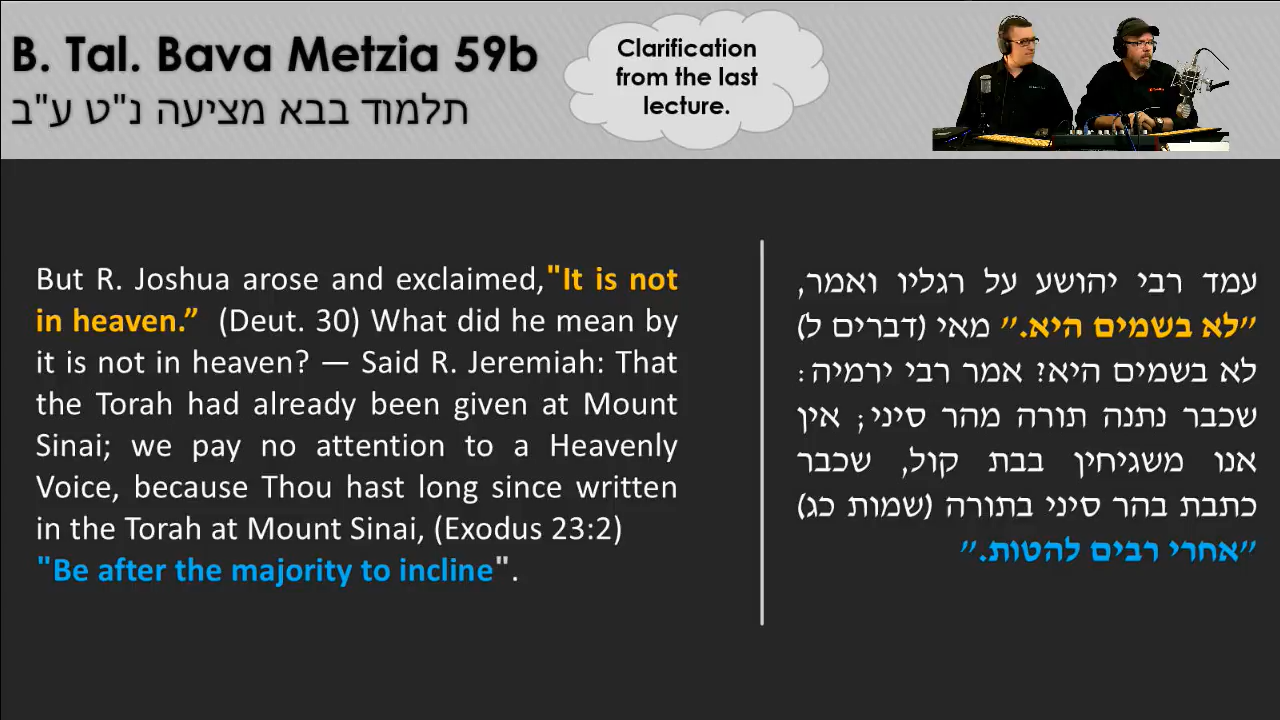 B. Tal. Bava Metzia 59b
תלמוד בבא מציעה נ"ט ע"ב
Clarification
from the last
lecture.
But R. Joshua arose and exclaimed,"It is not
in heaven.” (Deut. 30) What did he mean by
it is not in heaven? — Said R. Jeremiah: That
the Torah had already been given at Mount
Sinai; we pay no attention to a Heavenly
Voice, because Thou hast long since written
in the Torah at Mount Sinai, (Exodus 23:2)
"Be after the majority to incline".
עמד רבי יהושע על רגליו ואמר,
”לא בשמים היא.” מאי (דברים ל)
לא בשמים היא? אמר רבי ירמיה:
שכבר נתנה תורה מהר סיני; אין
אנו משגיחין בבת קול, שכבר
כתבת בהר סיני בתורה (שמות כג)
”אחרי רבים להטות.”